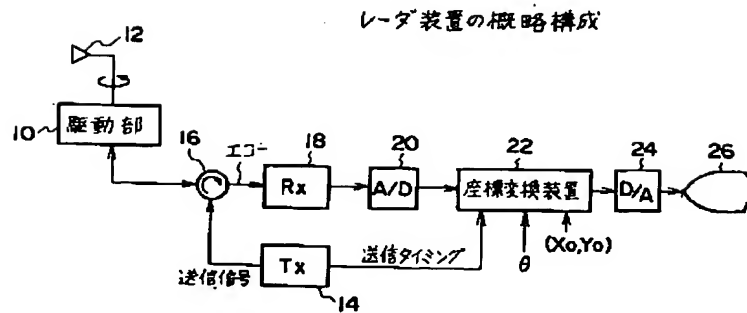 レーダ装置の概略構成
12
10
駆動部
16
エコー
18
Rx
20
A/D
22
座標変換装置
24
D/A
26
送信信号
Tx
14
送信タイミング
θ
(Xo,Yo)